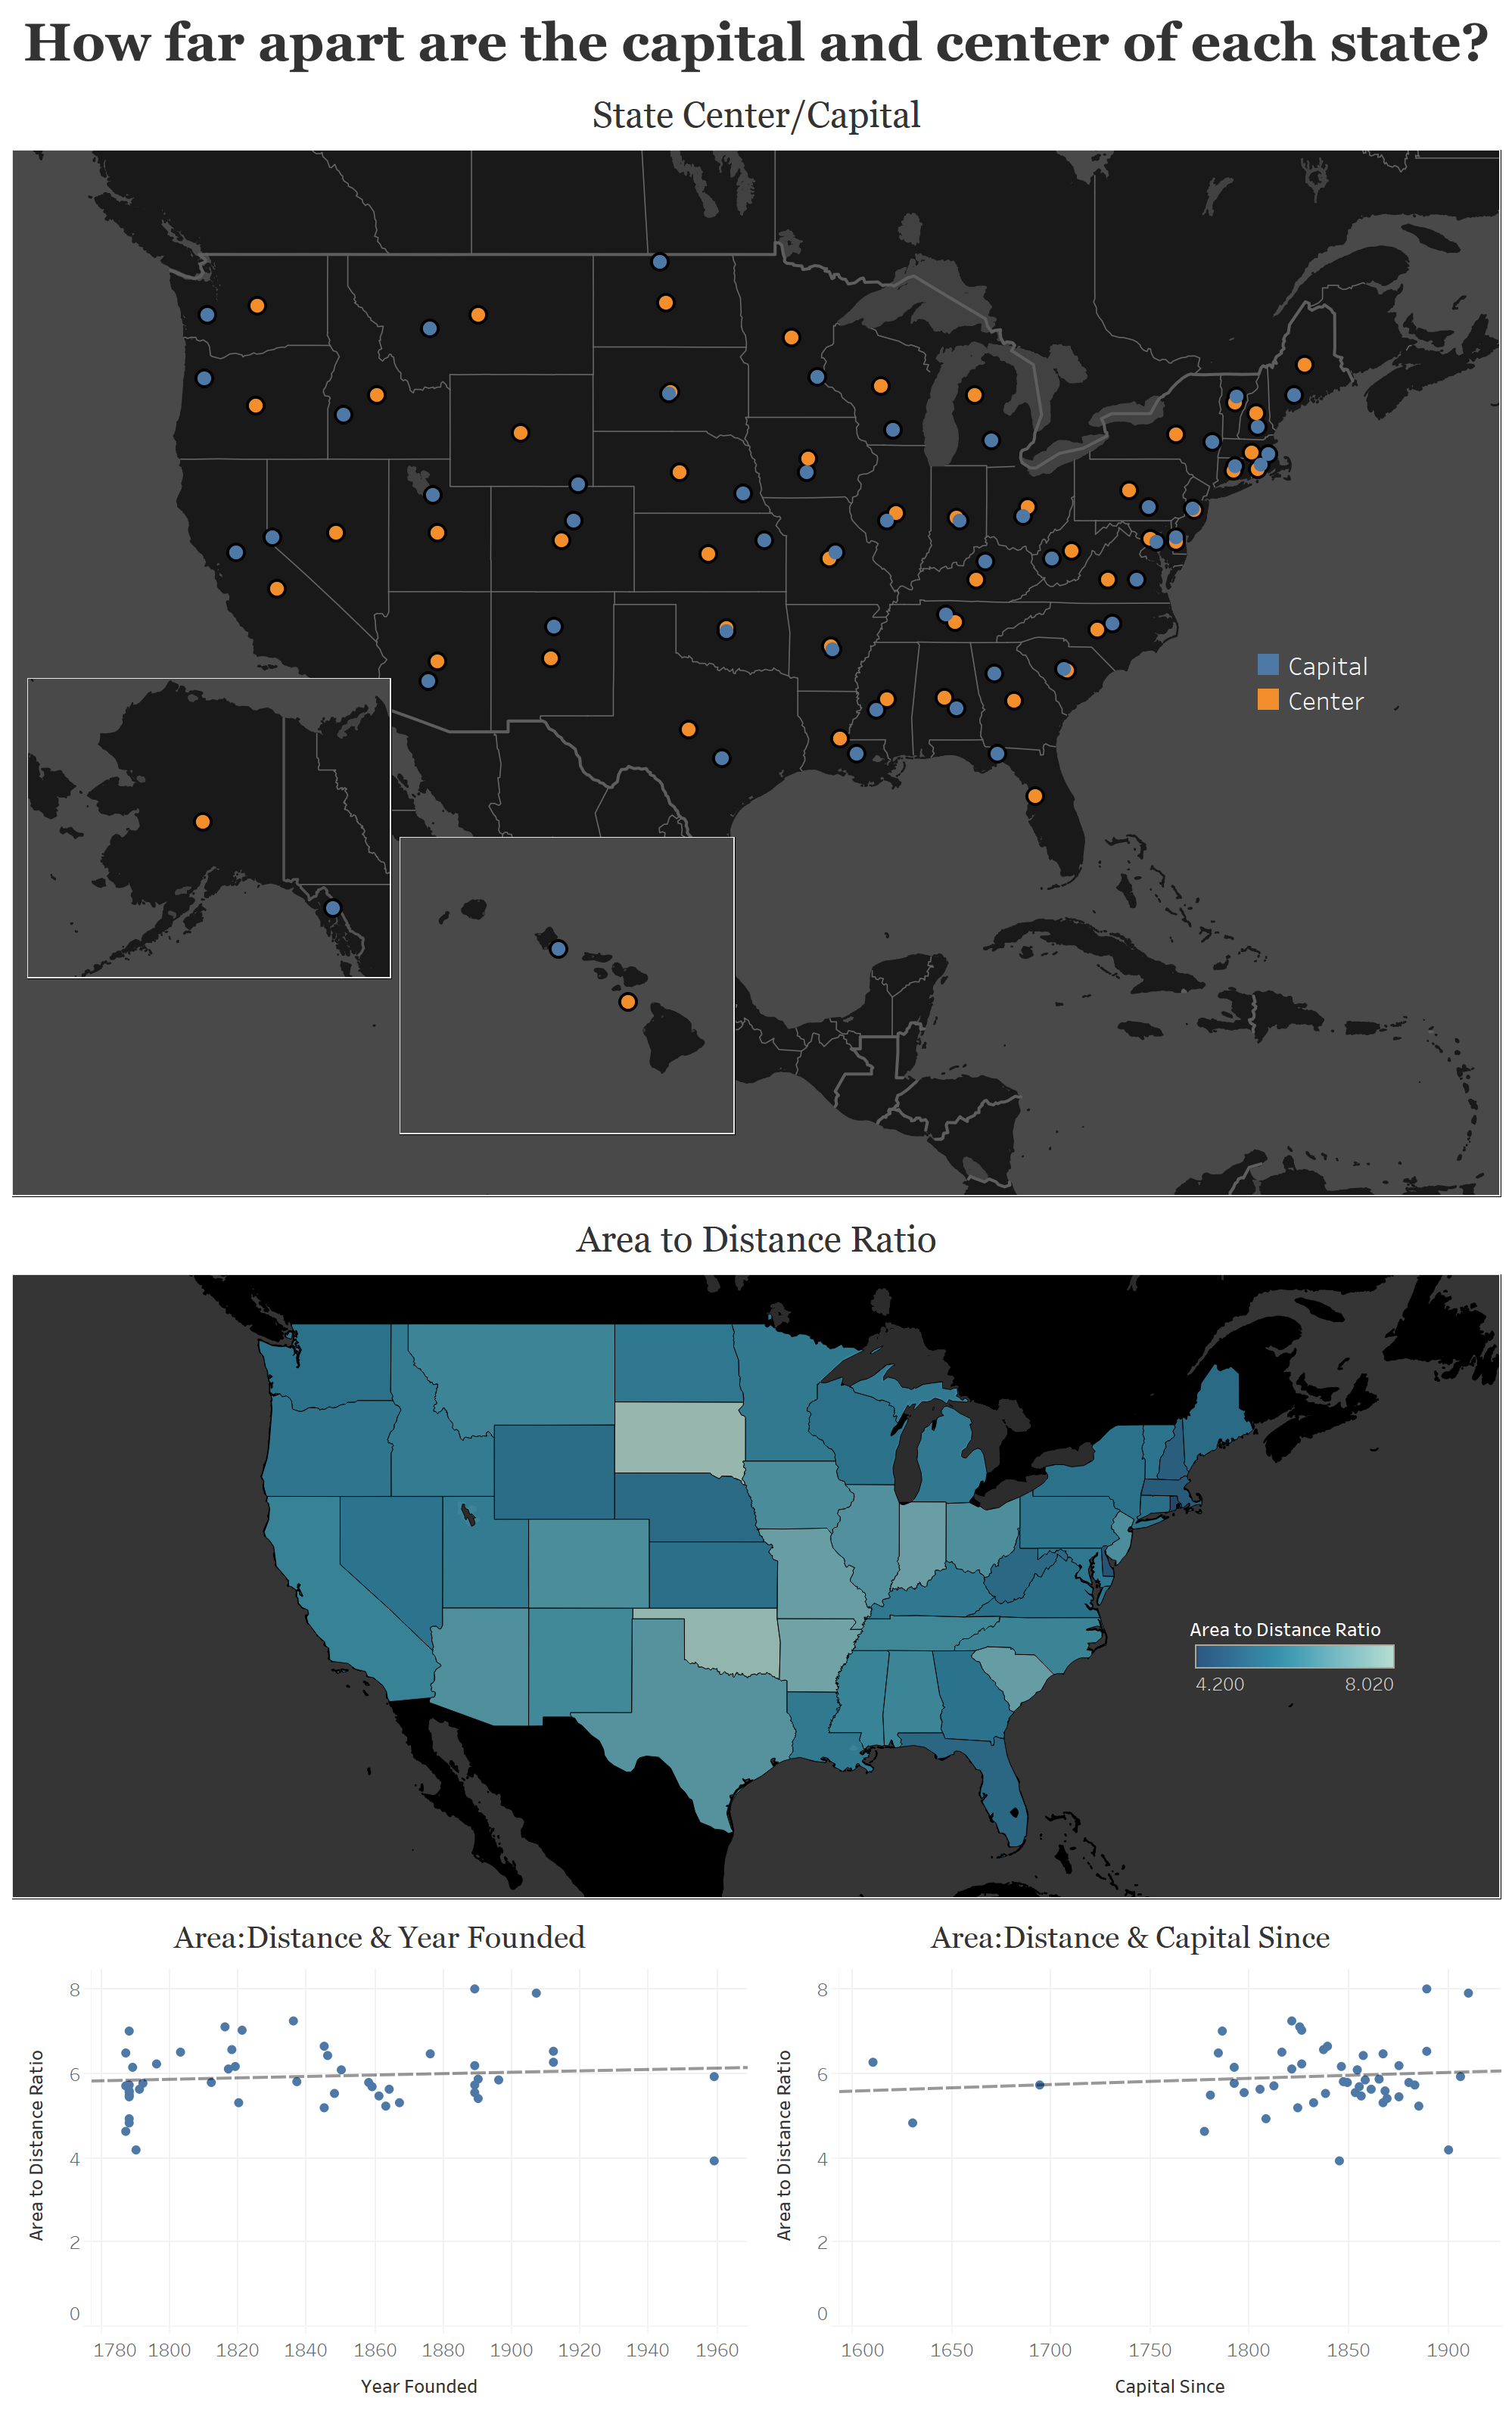 How far apart are the capital and center of each state?
State Center/Capital
Capital
Center
Area to Distance Ratio
Area to Distance Ratio
4.200 8.020
Area:Distance & Year Founded
8
6
4
2
0
Area to Distance Ratio
1780 1800 1820 1840 1860 1880 1900 1920 1940 1960
Year Founded
Area:Distance & Capital Since
8
6
4
2
0
Area to Distance Ratio
1600 1650 1700 1750 1800 1850 1900
Capital Since